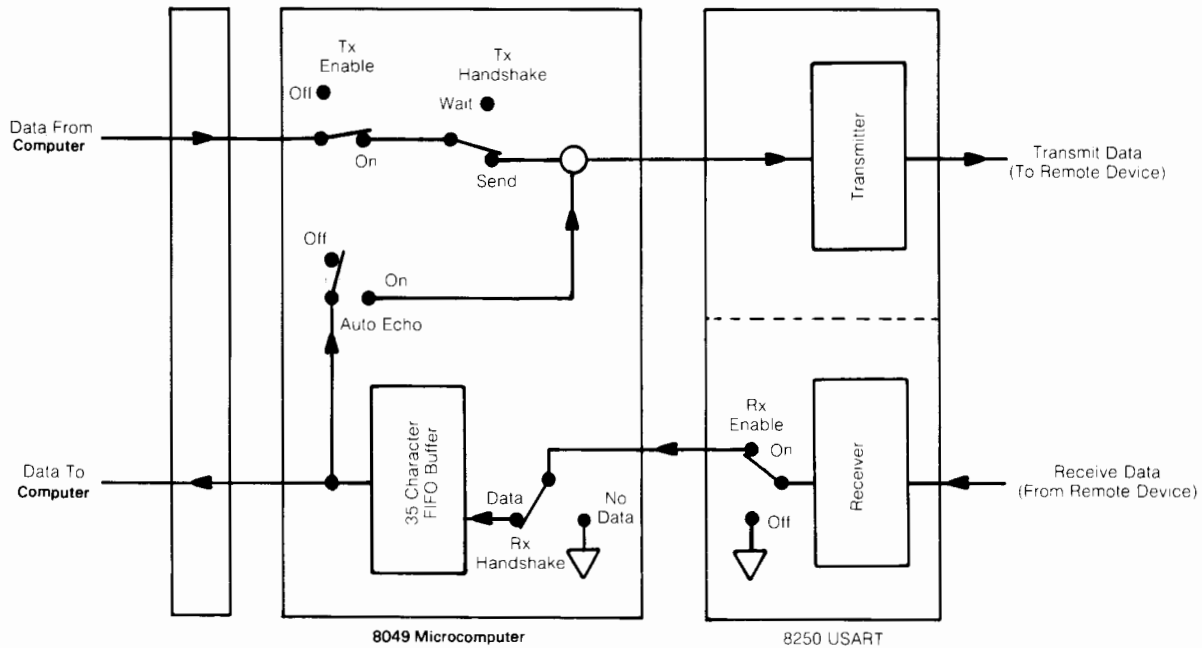 Tx
Enable
Off
On
Tx
Handshake
Wait
Send
Data From
Computer
Transmitter
Transmit Data
(To Remote Device)
Off
On
Auto Echo
35 Character
FIFO Buffer
Data To
Computer
Data
Rx
Handshake
No
Data
Rx
Enable
On
Off
Receiver
Receive Data
(From Remote Device)
8049 Microcomputer
8250 USART